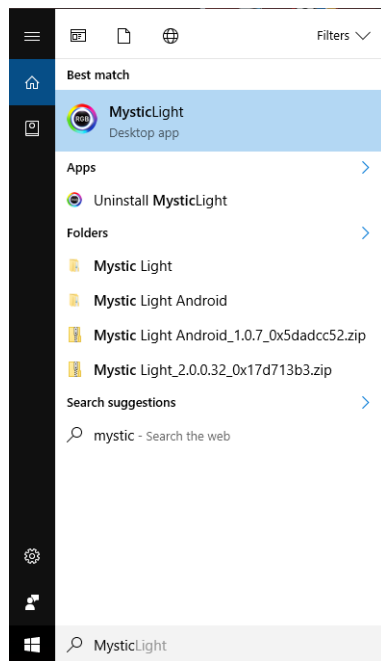 Filters
Best match
RGB
MysticLight
Desktop app
Apps
Uninstall MysticLight
Folders
Mystic Light
Mystic Light Android
Mystic Light Android_1.0.7_0x5dadcc52.zip
Mystic Light_2.0.0.32_0x17d713b3.zip
Search suggestions
mystic - Search the web
MysticLight